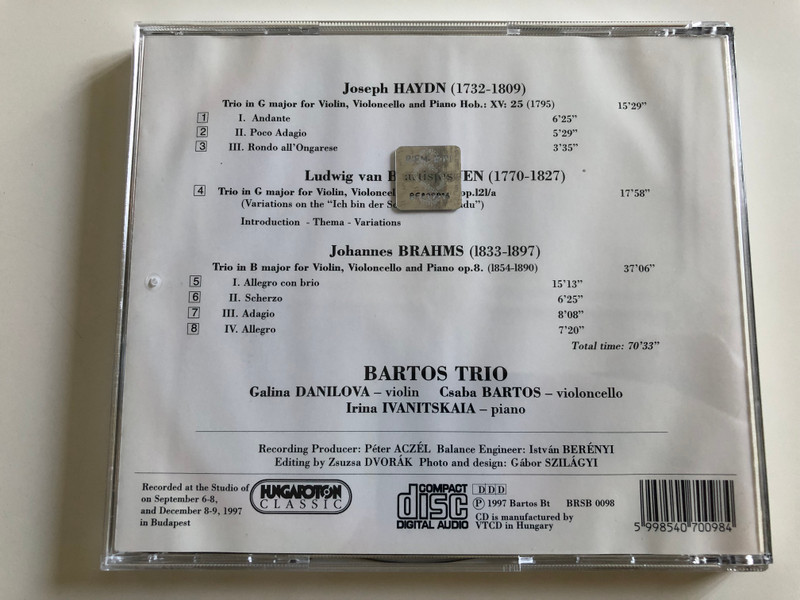 Joseph HAYDN (1732-1809)
Trio in G major for Violin, Violoncello and Piano Hob.: XV: 25 (1795) 15'29"
1 I. Andante 6'25"
2 II. Poco Adagio 5'29"
3 III. Rondo all'Ongarese 3'35"
Ludwig van B VEN (1770-1827)
4 Trio in G major for Violin, Violoncel op.121/a 17'58"
(Variations on the "Ich bin der Sc du")
Introduction - Thema - Variations
Johannes BRAHMS (1833-1897)
Trio in B major for Violin, Violoncello and Piano op.8. (1854-1890) 37'06"
5 I. Allegro con brio 15'13"
6 II. Scherzo 6'25"
7 III. Adagio 8'08"
8 IV. Allegro 7'20"
Total time: 70'33"
BARTOS TRIO
Galina DANILOVA – violin Csaba BARTOS – violoncello
Irina IVANITSKAIA – piano
Recording Producer: Péter ACZÉL Balance Engineer: István BERÉNYI
Editing by Zsuzsa DVORÁK Photo and design: Gábor SZILÁGYI
Recorded at the Studio of
on September 6-8,
and December 8-9, 1997
in Budapest
HUNGAROTON
CLASSIC
COMPACT
disc
DIGITAL AUDIO
DDD
℗ 1997 Bartos Bt BRSB 0098
CD is manufactured by
VTCD in Hungary
5 998540 700984